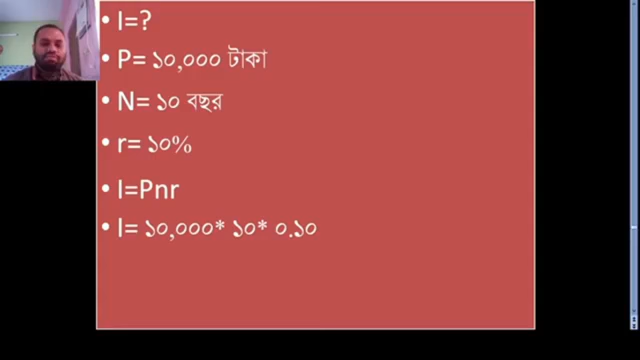 • I=?
• P= ১০,০০০ টাকা
• N= ১০ বছর
• r= ১০%
• I=Pnr
• I= ১০,০০০* ১০* ০.১০